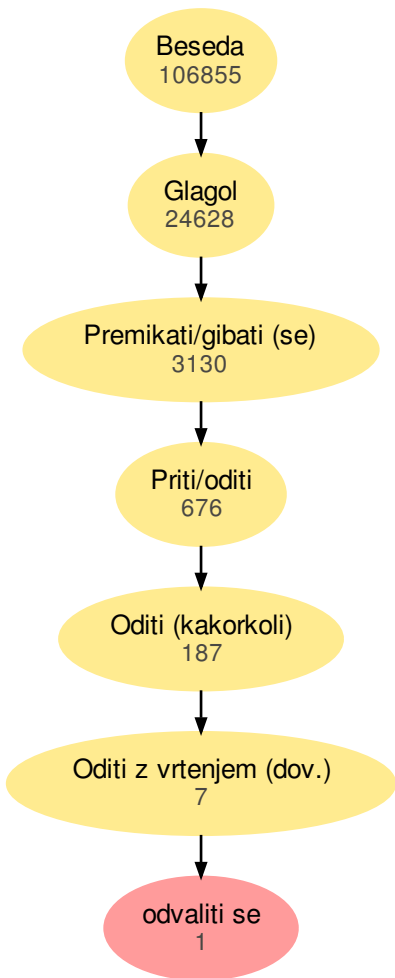 Beseda
106855
Glagol
24628
Premikati/gibati (se)
3130
Priti/oditi
676
Oditi (kakorkoli)
187
Oditi z vrtenjem (dov.)
7
odvaliti se
1